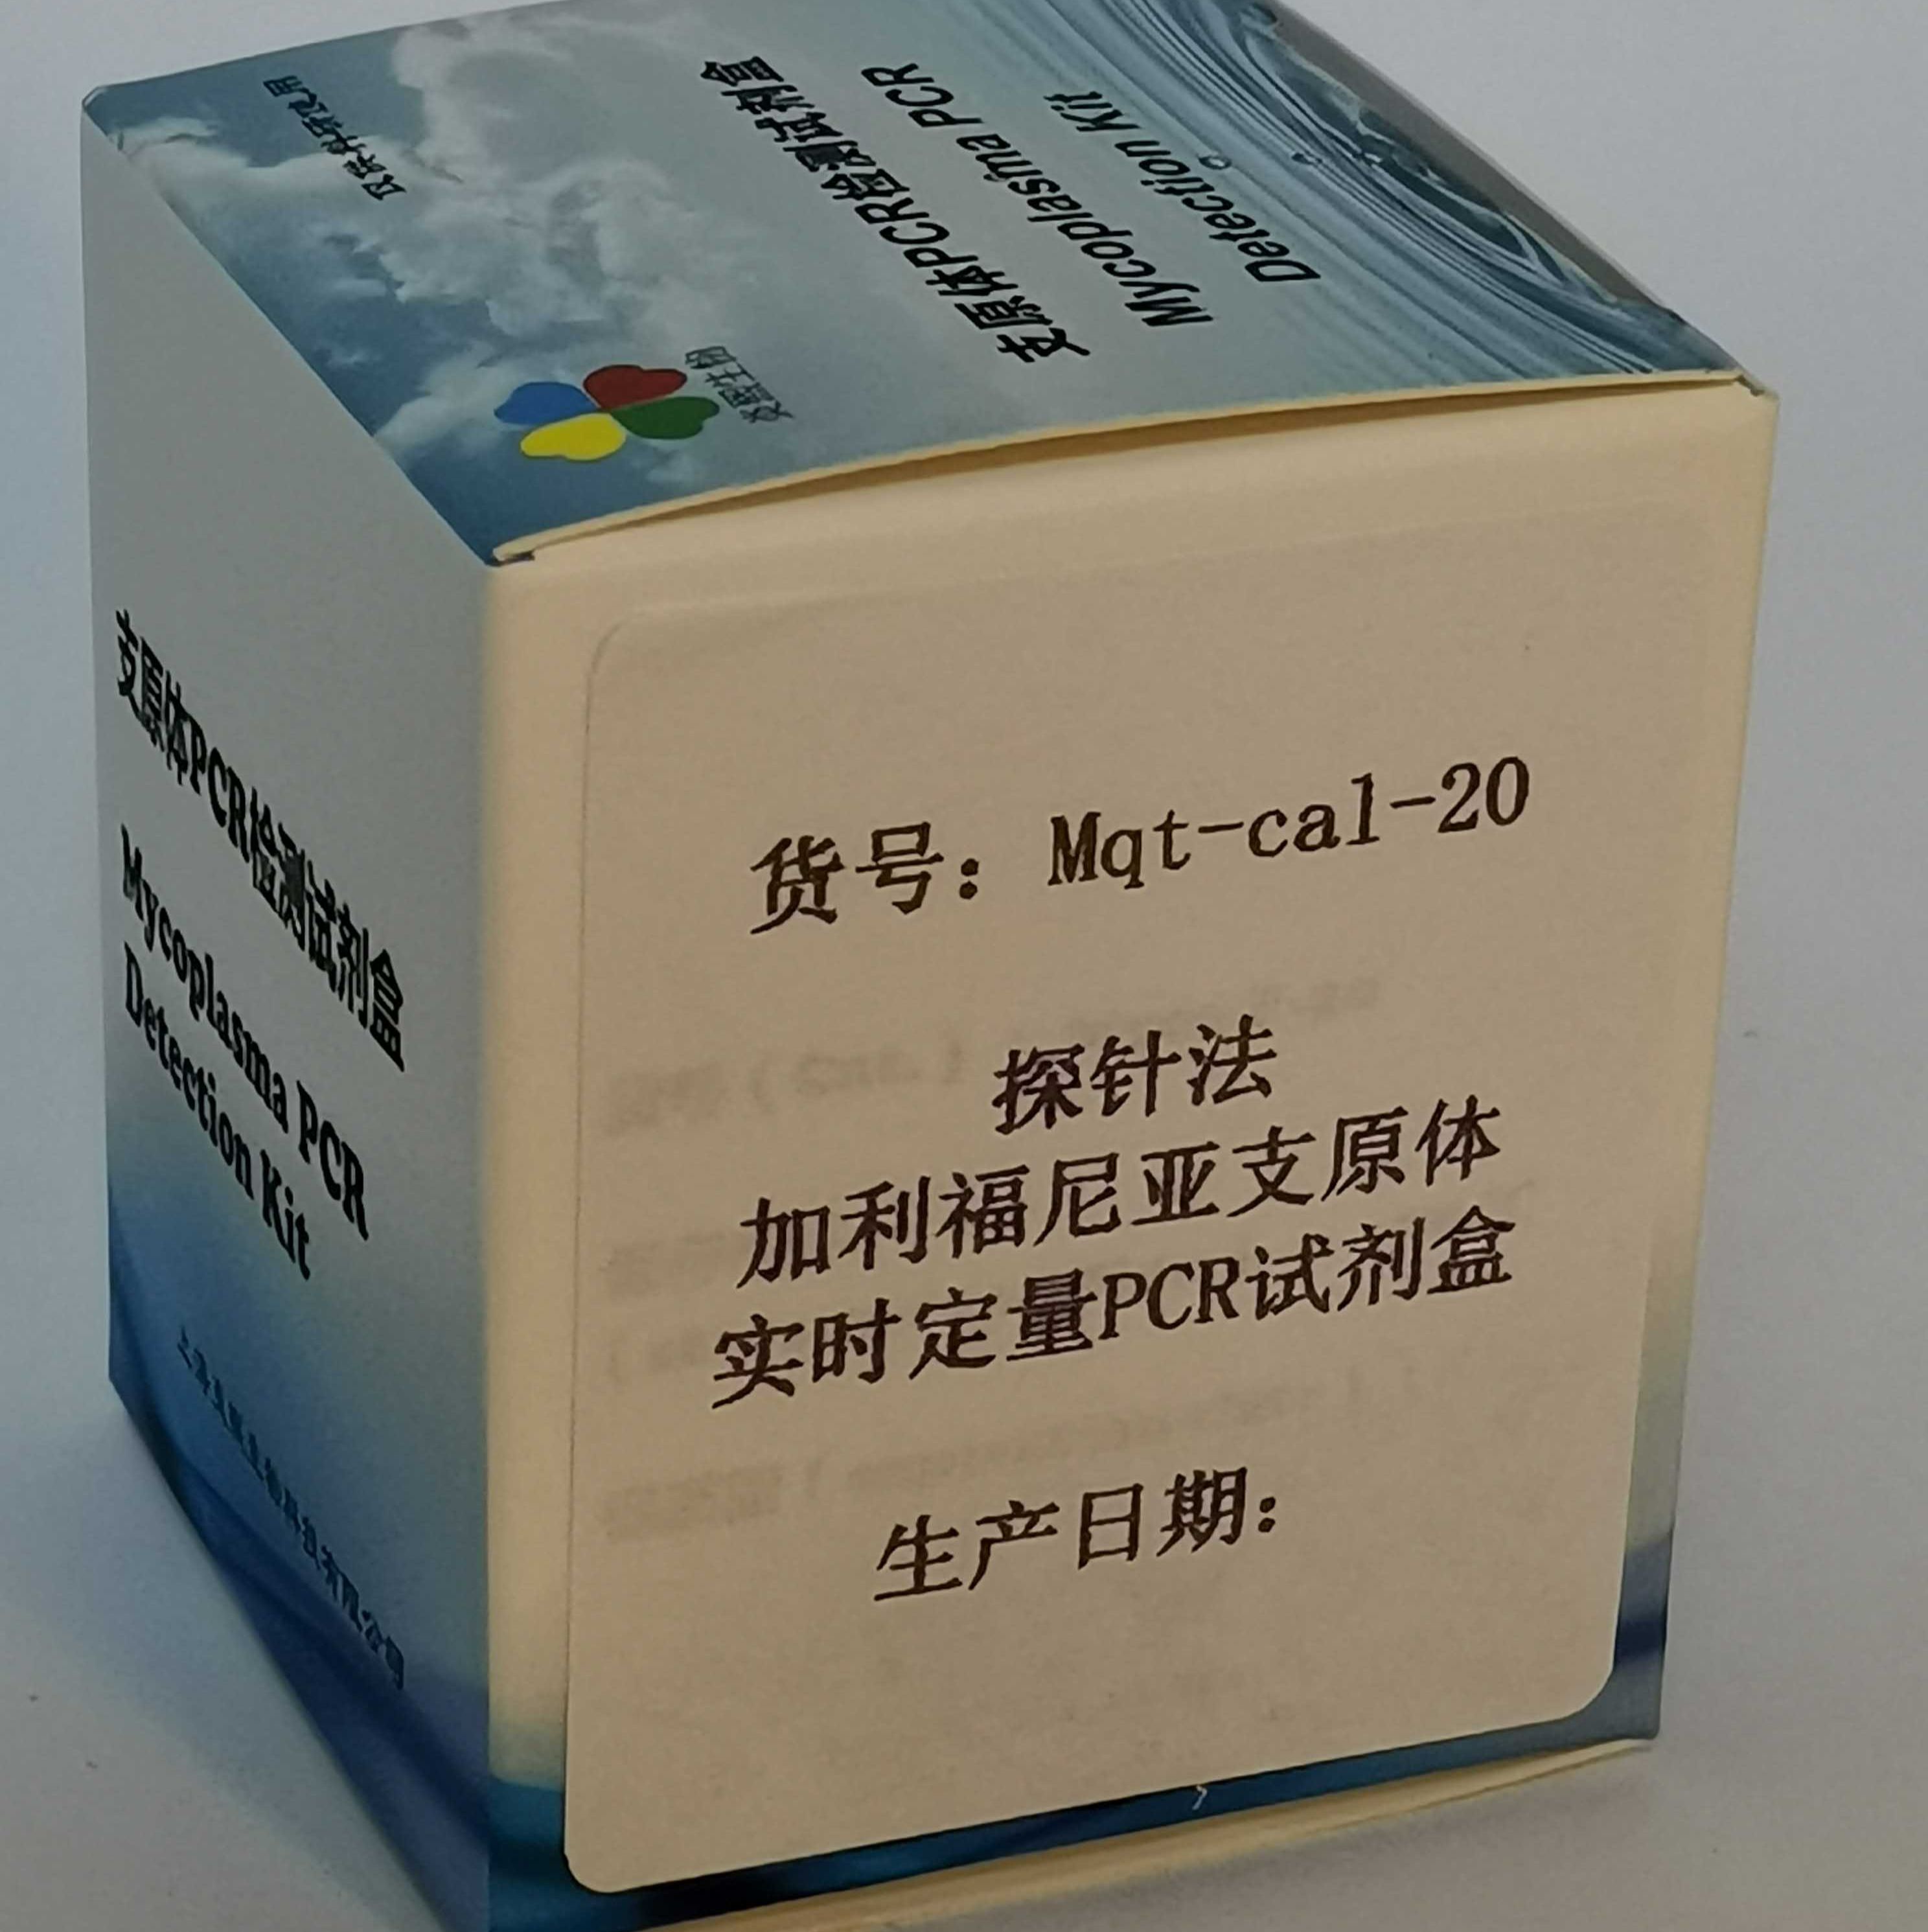 仅供科研使用
支原体PCR检测试剂盒
Mycoplasma PCR
Detection Kit
支原体PCR检测试剂盒
Mycoplasma PCR
Detection Kit
货号：Mqt-cal-20
探针法
加利福尼亚支原体
实时定量PCR试剂盒
生产日期：